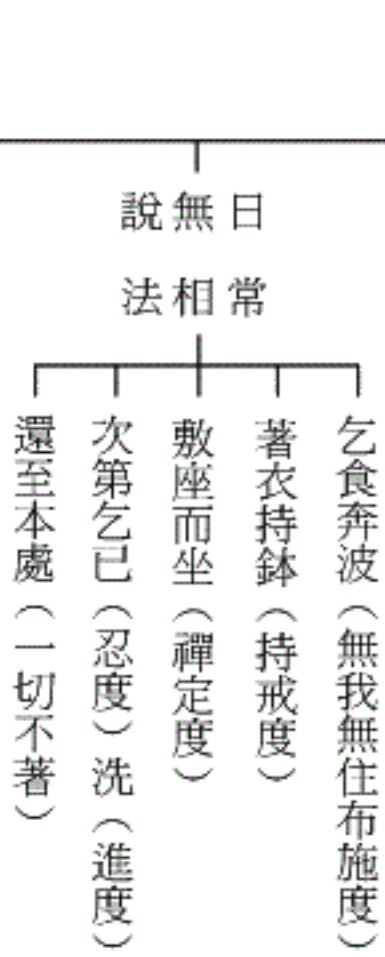 日常
無相
說法
乞食奔波（無我無住布施度）
著衣持鉢（持戒度）
敷座而坐（禪定度）
次第乞已（忍度）洗（進度）
還至本處（一切不著）